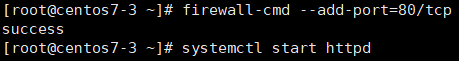 [root@centos7-3 ~]# firewall-cmd --add-port=80/tcp
success
[root@centos7-3 ~]# systemctl start httpd